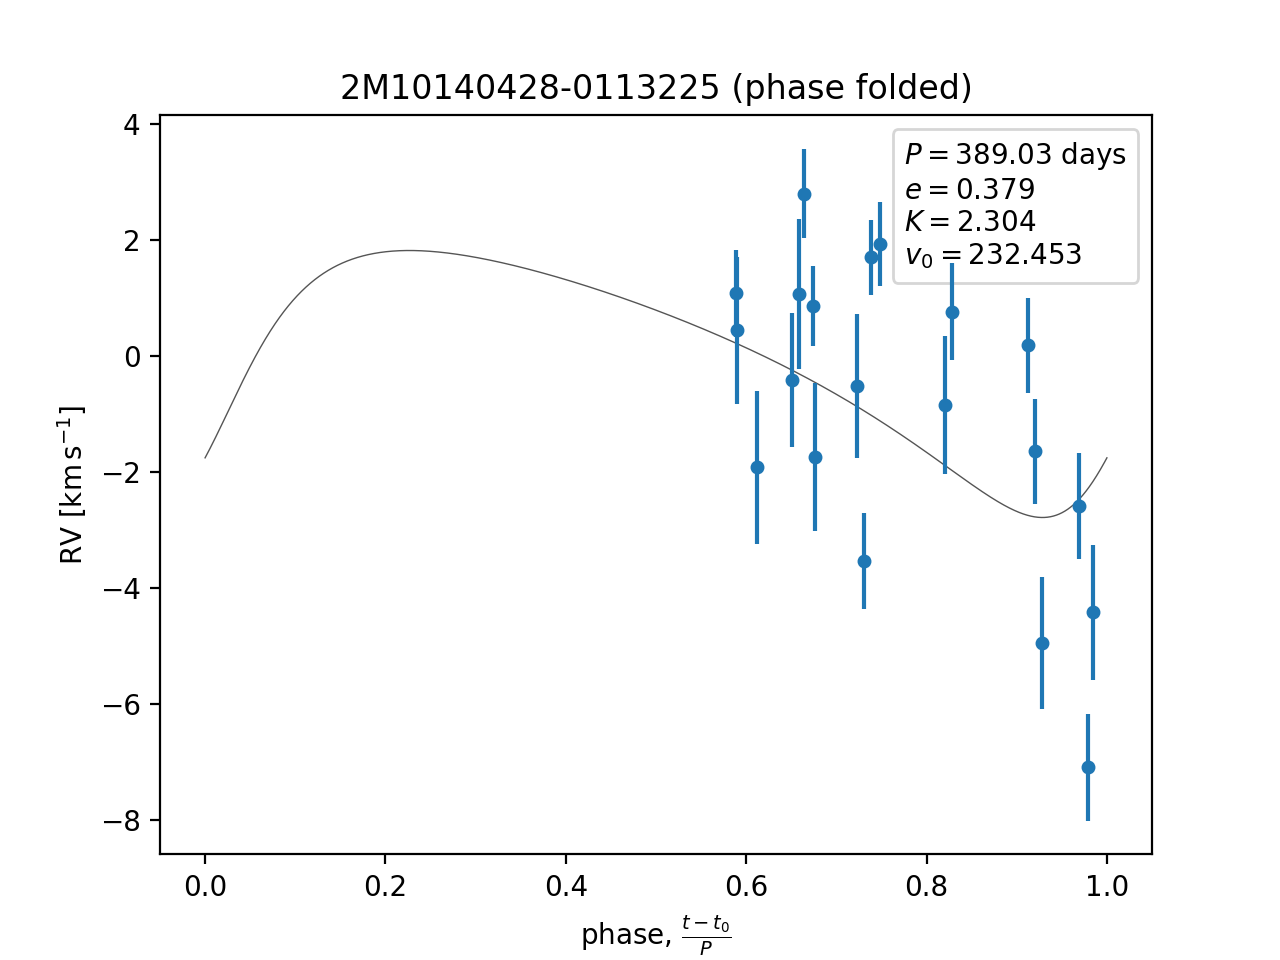 2M10140428-0113225 (phase folded)
P = 389.03 days
e = 0.379
K = 2.304
v₀ = 232.453
4
2
0
−2
−4
−6
−8
RV [km s⁻¹]
0.0 0.2 0.4 0.6 0.8 1.0
phase, (t − t₀)/P